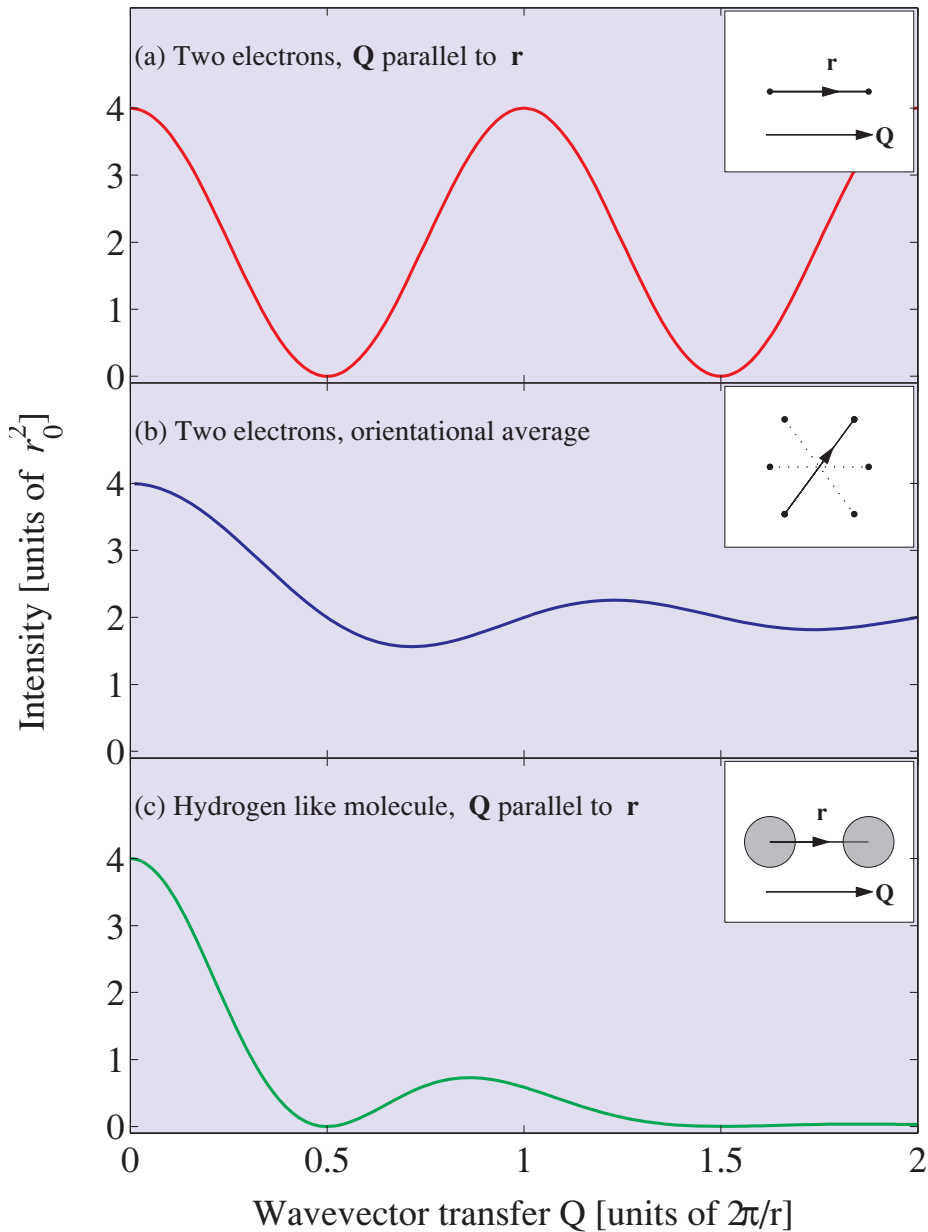 (a) Two electrons, Q parallel to r
r
Q
4
3
2
1
0
(b) Two electrons, orientational average
4
3
2
1
0
(c) Hydrogen like molecule, Q parallel to r
r
Q
4
3
2
1
0
0
0.5
1
1.5
2
Intensity [units of r₀²]
Wavevector transfer Q [units of 2π/r]